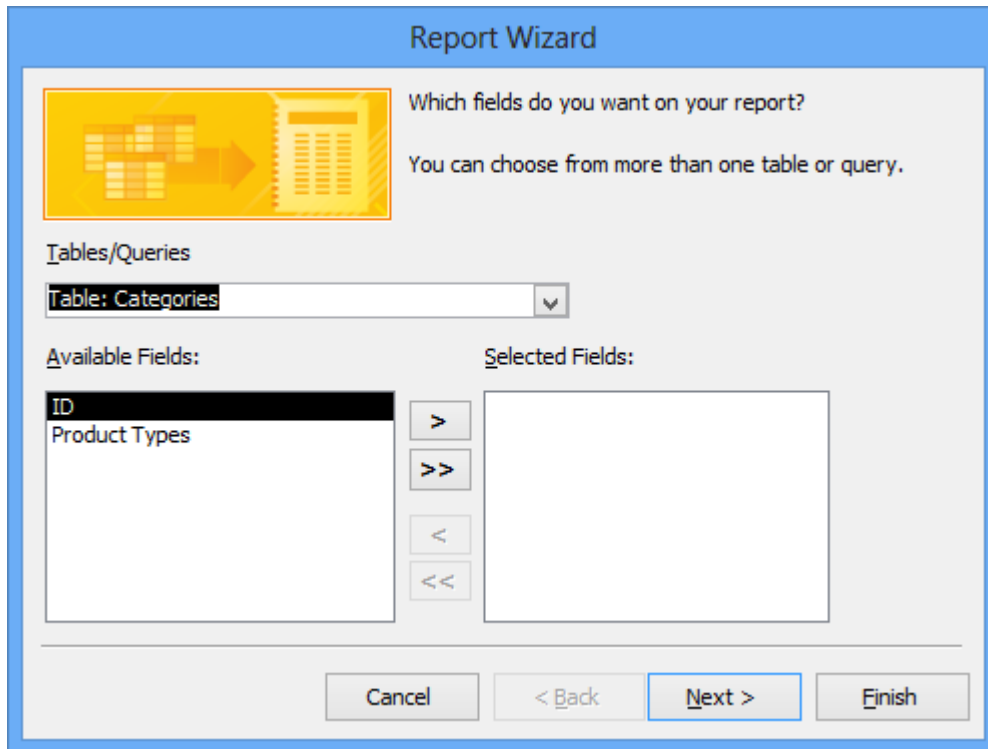 Report Wizard
Which fields do you want on your report?
You can choose from more than one table or query.
Tables/Queries
Table: Categories
Available Fields:
Selected Fields:
ID
Product Types
>
>>
<
<<
Cancel
< Back
Next >
Finish